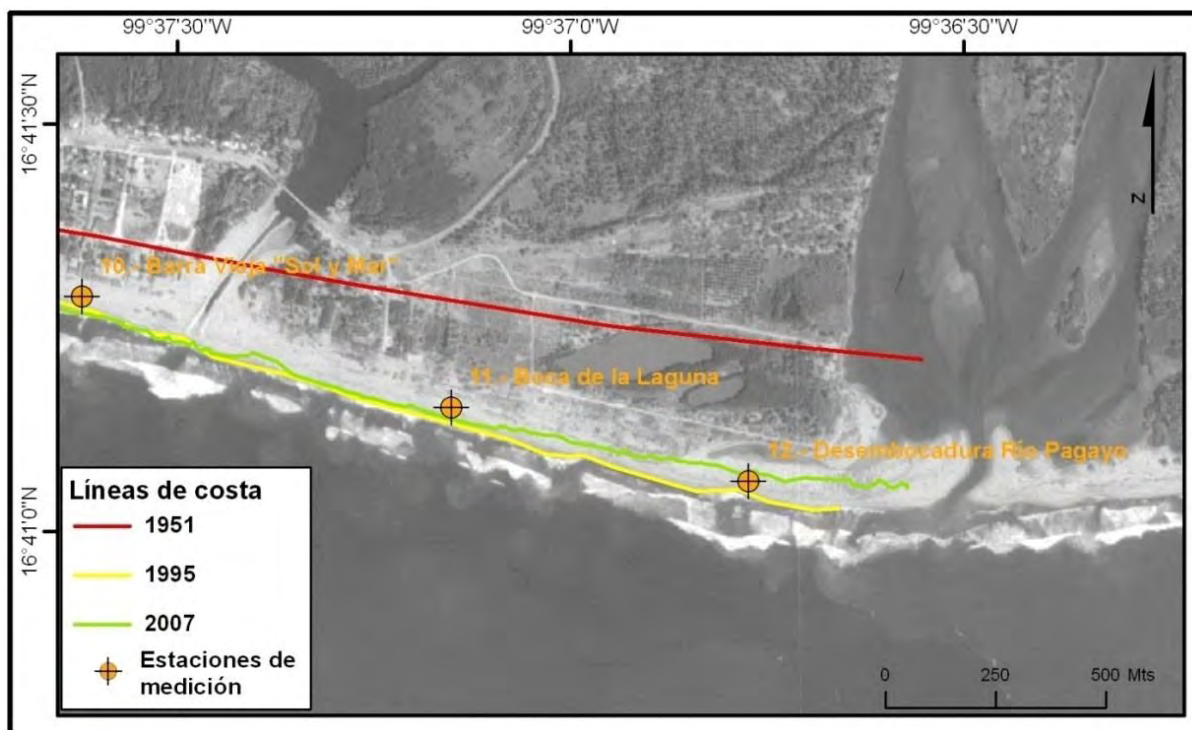 99°37'30"W
99°37'0"W
99°36'30"W
16°41'30"N
N
10.- Barra Vieja "Sol y Mar"
11.- Boca de la Laguna
12.- Desembocadura Río Pagayo
16°41'0"N
Líneas de costa
1951
1995
2007
Estaciones de
medición
0 250 500 Mts